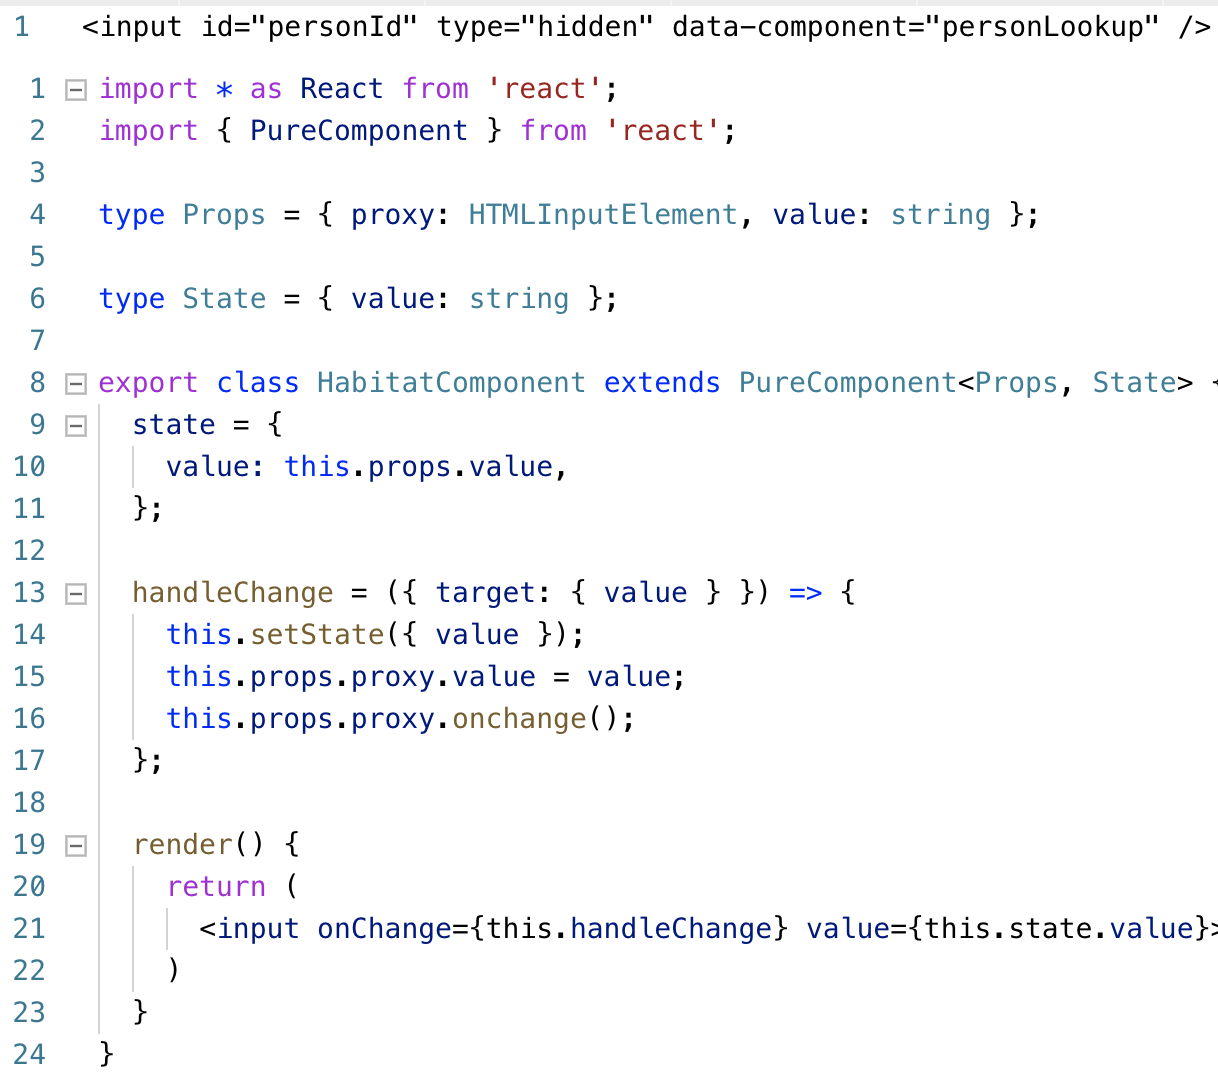 1 <input id="personId" type="hidden" data-component="personLookup" />
1 import * as React from 'react';
2 import { PureComponent } from 'react';
3
4 type Props = { proxy: HTMLInputElement, value: string };
5
6 type State = { value: string };
7
8 export class HabitatComponent extends PureComponent<Props, State> {
9 state = {
10 value: this.props.value,
11 };
12
13 handleChange = ({ target: { value } }) => {
14 this.setState({ value });
15 this.props.proxy.value = value;
16 this.props.proxy.onchange();
17 };
18
19 render() {
20 return (
21 <input onChange={this.handleChange} value={this.state.value}>
22 )
23 }
24 }